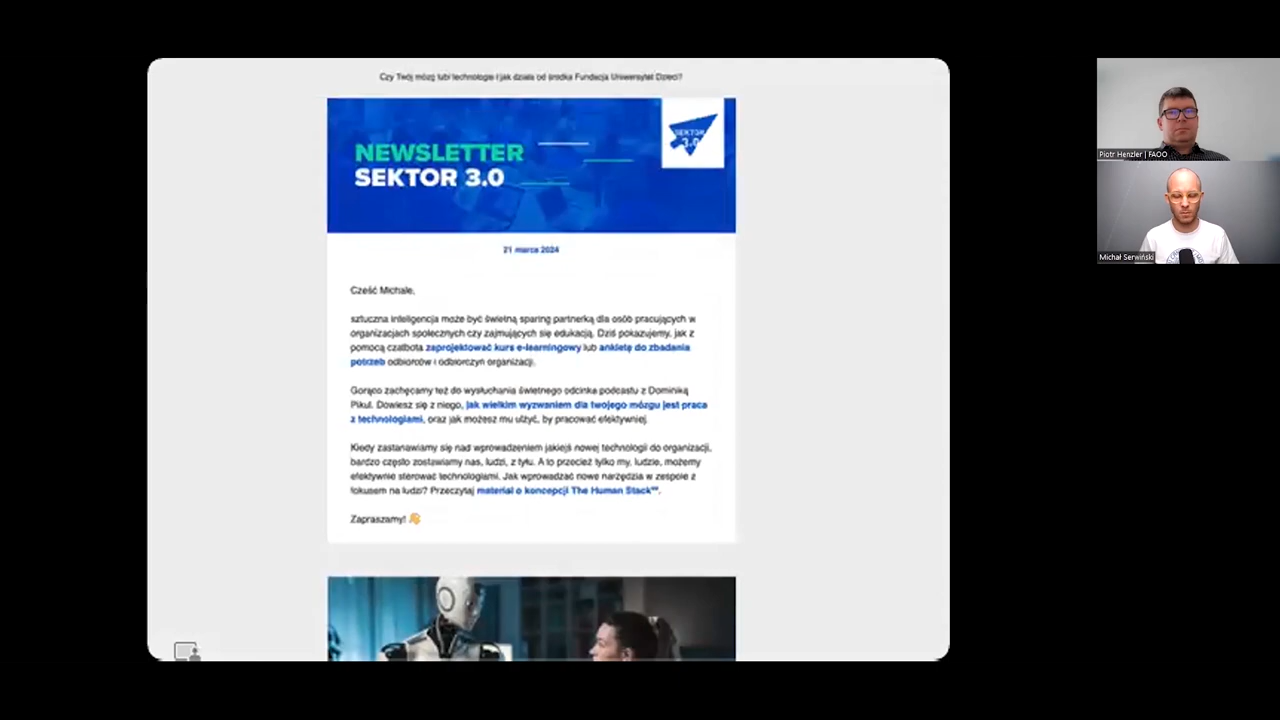 Czy Twój mózg lubi technologie i jak działa od środka Fundacja Uniwersytet Dzieci?
NEWSLETTER
SEKTOR 3.0
SEKTOR
3.0
21 marca 2024
Cześć Michale,
sztuczna inteligencja może być świetną sparing partnerką dla osób pracujących w
organizacjach społecznych czy zajmujących się edukacją. Dziś pokazujemy, jak z
pomocą czatbota zaprojektować kurs e-learningowy lub ankietę do zbadania
potrzeb odbiorców i odbiorczyń organizacji.
Gorąco zachęcamy też do wysłuchania świetnego odcinka podcastu z Dominiką
Pikul. Dowiesz się z niego, jak wielkim wyzwaniem dla twojego mózgu jest praca
z technologiami, oraz jak możesz mu ulżyć, by pracować efektywniej.
Kiedy zastanawiamy się nad wprowadzeniem jakiejś nowej technologii do organizacji,
bardzo często zostawiamy nas, ludzi, z tyłu. A to przecież tylko my, ludzie, możemy
efektywnie sterować technologiami. Jak wprowadzać nowe narzędzia w zespole z
fokusem na ludzi? Przeczytaj materiał o koncepcji The Human Stack™.
Zapraszamy! 👋
Piotr Henzler | FAOO
Michał Serwiński